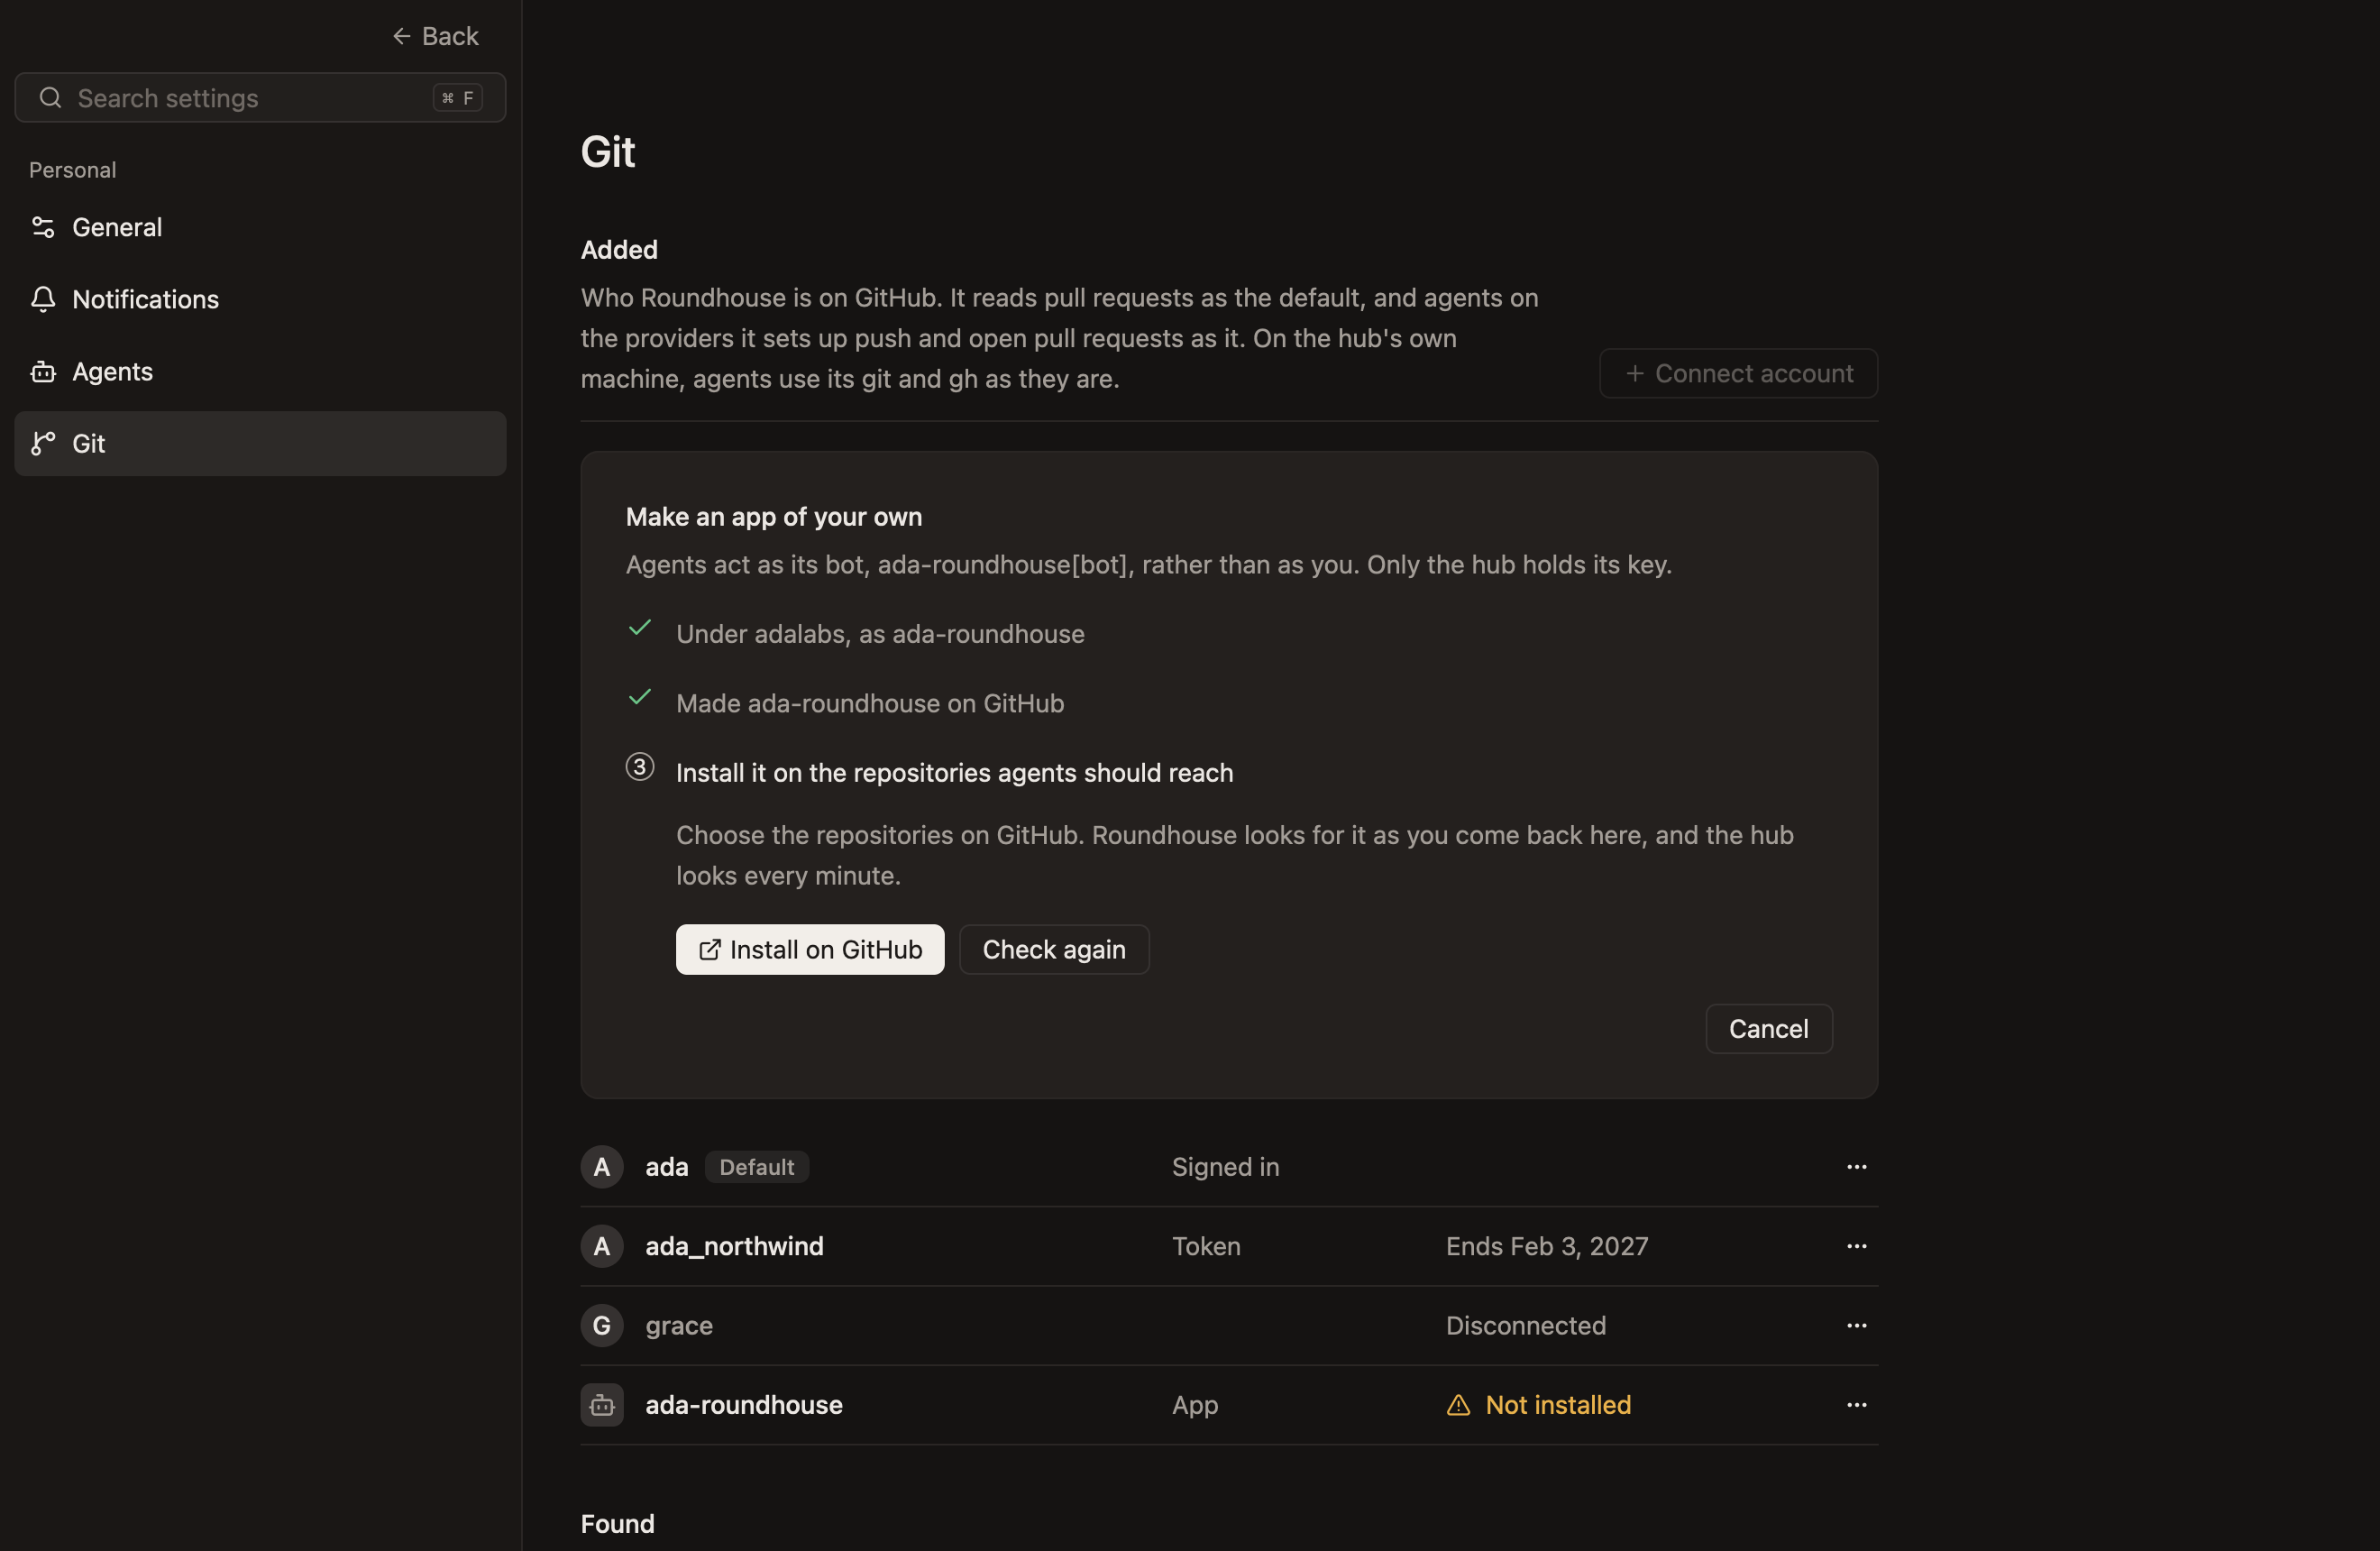 Back
Search settings
⌘ F
Personal
General
Notifications
Agents
Git
Git
Added
Who Roundhouse is on GitHub. It reads pull requests as the default, and agents on
the providers it sets up push and open pull requests as it. On the hub's own
machine, agents use its git and gh as they are.
+ Connect account
Make an app of your own
Agents act as its bot, ada-roundhouse[bot], rather than as you. Only the hub holds its key.
Under adalabs, as ada-roundhouse
Made ada-roundhouse on GitHub
3 Install it on the repositories agents should reach
Choose the repositories on GitHub. Roundhouse looks for it as you come back here, and the hub
looks every minute.
Install on GitHub Check again
Cancel
A ada Default Signed in
A ada_northwind Token Ends Feb 3, 2027
G grace Disconnected
ada-roundhouse App Not installed
Found